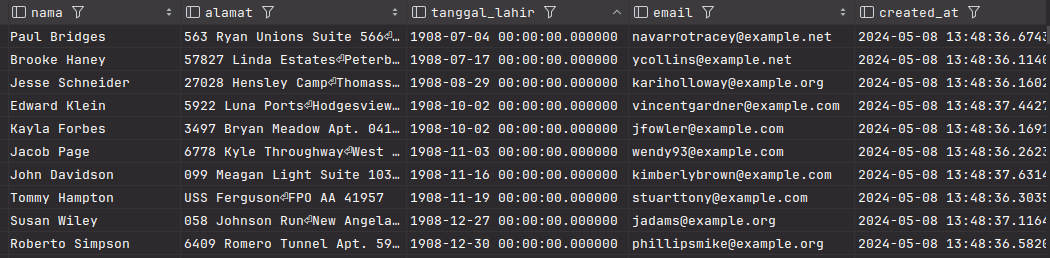 nama alamat tanggal_lahir email created_at
Paul Bridges 563 Ryan Unions Suite 566⏎… 1908-07-04 00:00:00.000000 navarrotracey@example.net 2024-05-08 13:48:36.6743
Brooke Haney 57827 Linda Estates⏎Peterb… 1908-07-17 00:00:00.000000 ycollins@example.net 2024-05-08 13:48:36.1140
Jesse Schneider 27028 Hensley Camp⏎Thomass… 1908-08-29 00:00:00.000000 kariholloway@example.org 2024-05-08 13:48:36.1602
Edward Klein 5922 Luna Ports⏎Hodgesview… 1908-10-02 00:00:00.000000 vincentgardner@example.com 2024-05-08 13:48:37.4427
Kayla Forbes 3497 Bryan Meadow Apt. 041… 1908-10-02 00:00:00.000000 jfowler@example.com 2024-05-08 13:48:36.1691
Jacob Page 6778 Kyle Throughway⏎West … 1908-11-03 00:00:00.000000 wendy93@example.com 2024-05-08 13:48:36.2623
John Davidson 099 Meagan Light Suite 103… 1908-11-16 00:00:00.000000 kimberlybrown@example.com 2024-05-08 13:48:37.6314
Tommy Hampton USS Ferguson⏎FPO AA 41957 1908-11-19 00:00:00.000000 stuarttony@example.com 2024-05-08 13:48:36.3035
Susan Wiley 058 Johnson Run⏎New Angela… 1908-12-27 00:00:00.000000 jadams@example.org 2024-05-08 13:48:37.1164
Roberto Simpson 6409 Romero Tunnel Apt. 59… 1908-12-30 00:00:00.000000 phillipsmike@example.org 2024-05-08 13:48:36.5820